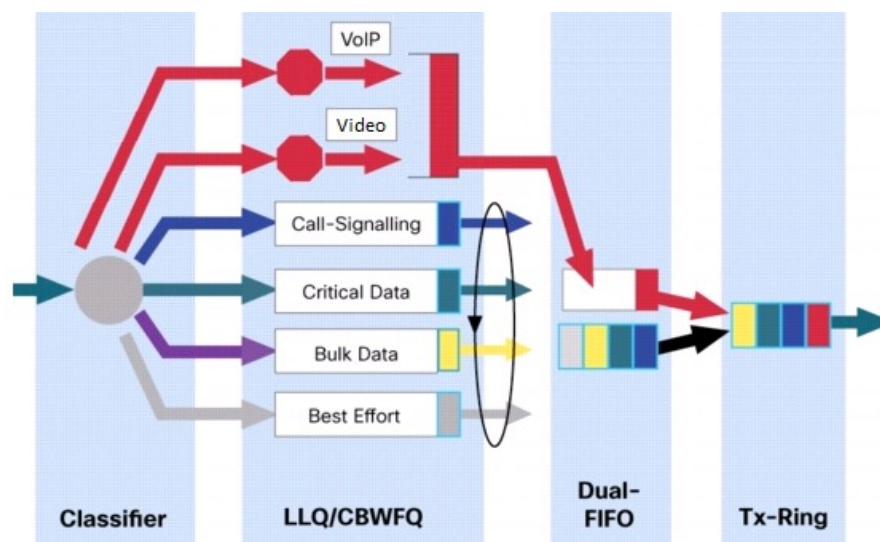 VoIP
Video
Call-Signalling
Critical Data
Bulk Data
Best Effort
Classifier
LLQ/CBWFQ
Dual-
FIFO
Tx-Ring